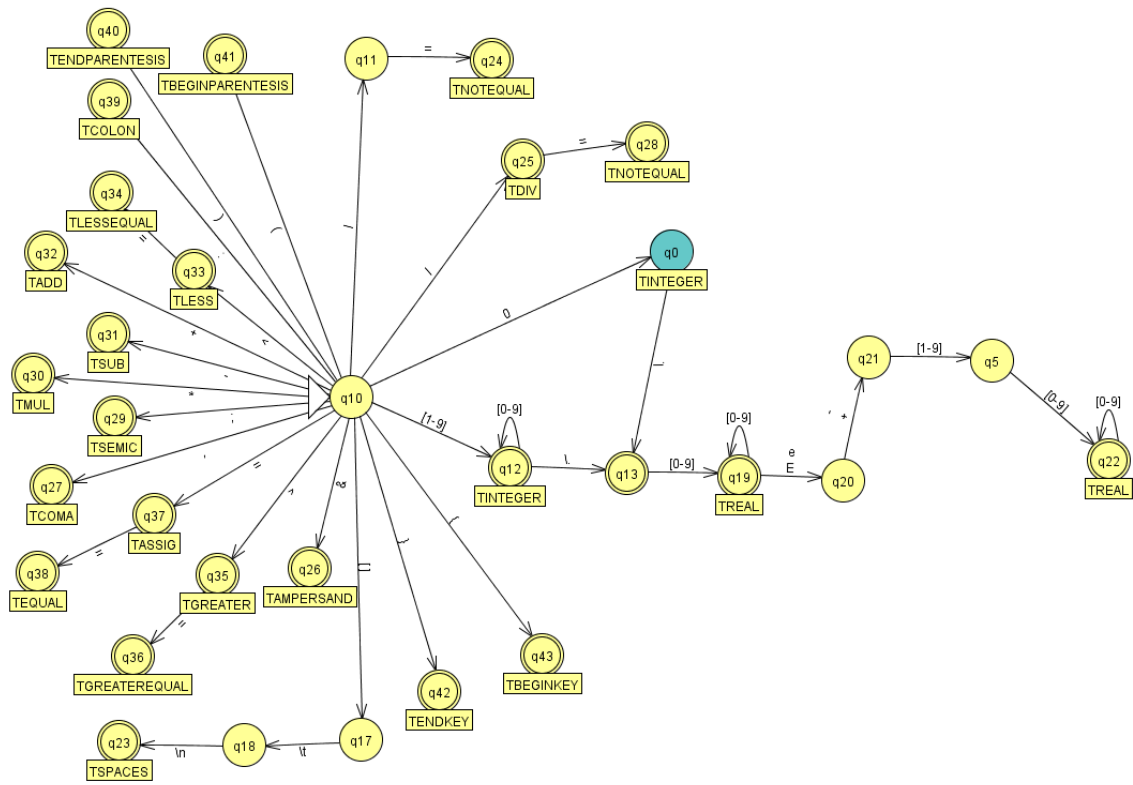 q40
TENDPARENTESIS
q41
TBEGINPARENTESIS
q11
=
q24
TNOTEQUAL
q39
TCOLON
q25
TDIV
=
q28
TNOTEQUAL
q34
TLESSEQUAL
=
q33
TLESS
q32
TADD
)
:
(
/
q0
TINTEGER
0
q31
TSUB
+
<
q30
TMUL
*
q29
TSEMIC
;
q10
[1-9]
[0-9]
q12
TINTEGER
\.
\.
q13
[0-9]
[0-9]
q19
TREAL
e
E
q20
- +
q21
[1-9]
q5
[0-9]
[0-9]
q22
TREAL
q27
TCOMA
=
q37
TASSIG
=
q38
TEQUAL
q35
TGREATER
=
q36
TGREATEREQUAL
&
q26
TAMPERSAND
[]
}
{
q42
TENDKEY
q43
TBEGINKEY
q23
TSPACES
\n
q18
\t
q17